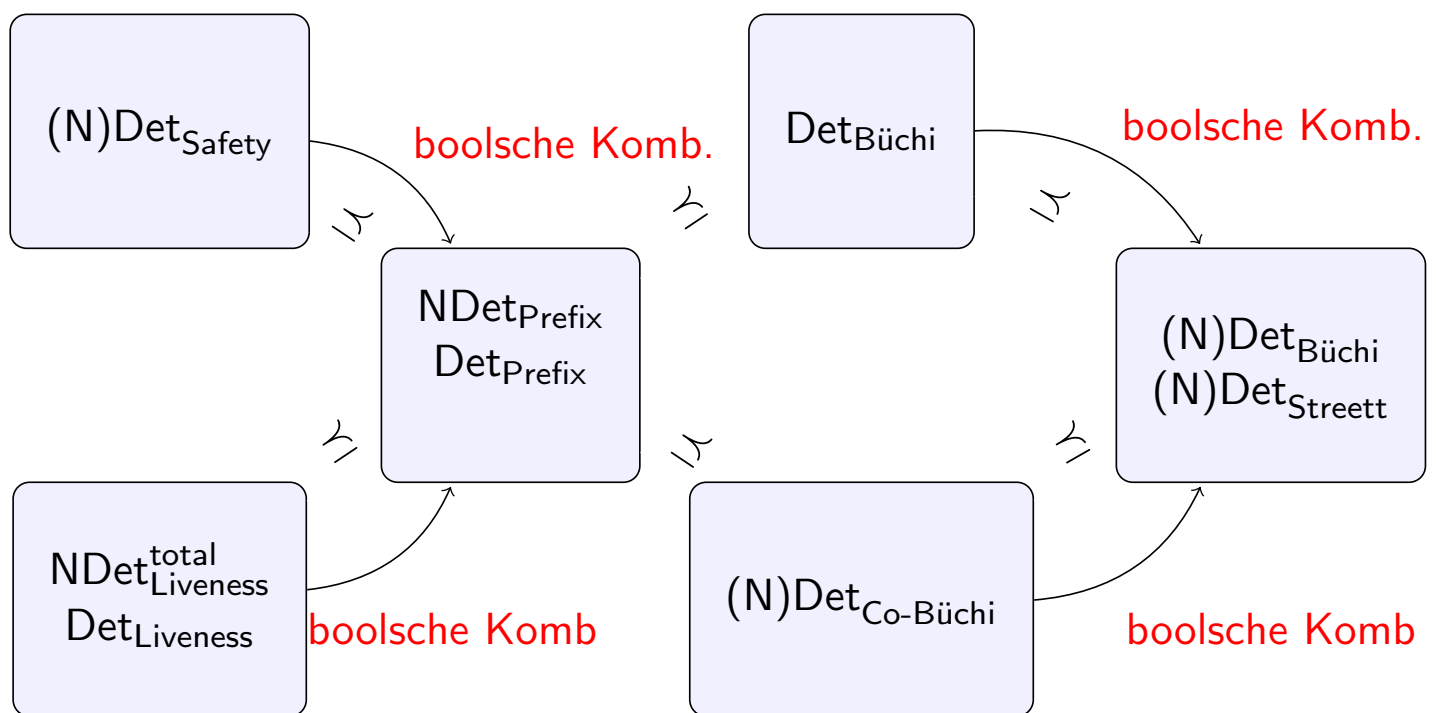 (N)Det_Safety
boolsche Komb.
Det_Büchi
boolsche Komb.
⪯
⪯
⪯
NDet_Prefix
Det_Prefix
(N)Det_Büchi
(N)Det_Streett
⪯
⪯
⪯
NDet^total_Liveness
Det_Liveness
boolsche Komb
(N)Det_Co-Büchi
boolsche Komb